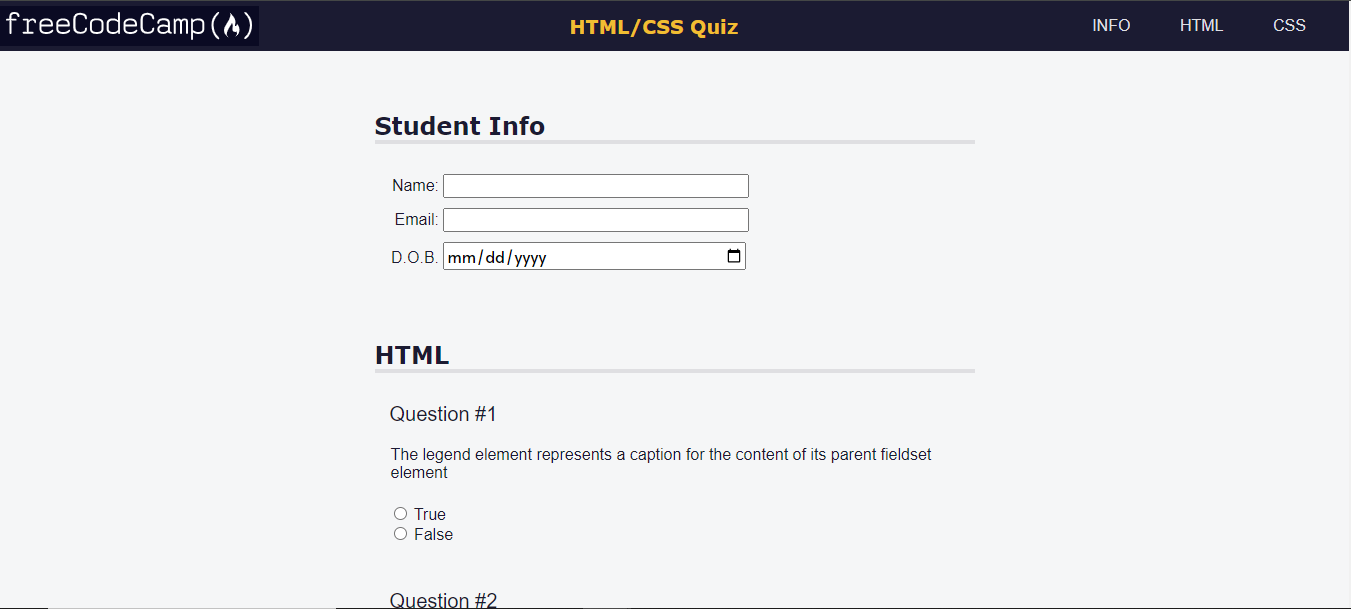 freeCodeCamp
HTML/CSS Quiz
INFO
HTML
CSS
Student Info
Name:
Email:
D.O.B.
mm/dd/yyyy
HTML
Question #1
The legend element represents a caption for the content of its parent fieldset
element
True
False
Question #2